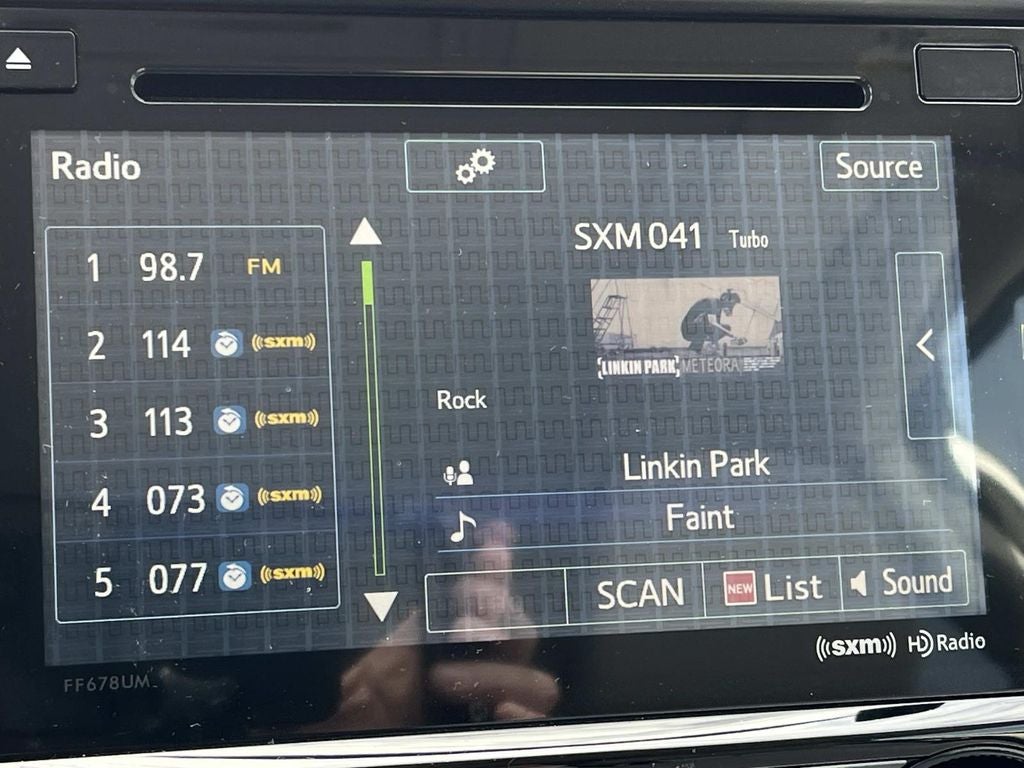 Radio
Source
1 98.7 FM
2 114 ((sxm))
3 113 ((sxm))
4 073 ((sxm))
5 077 ((sxm))
SXM 041 Turbo
[LINKIN PARK] METEORA
Rock
Linkin Park
Faint
SCAN
NEW List
Sound
((sxm)) HD Radio
FF678UM